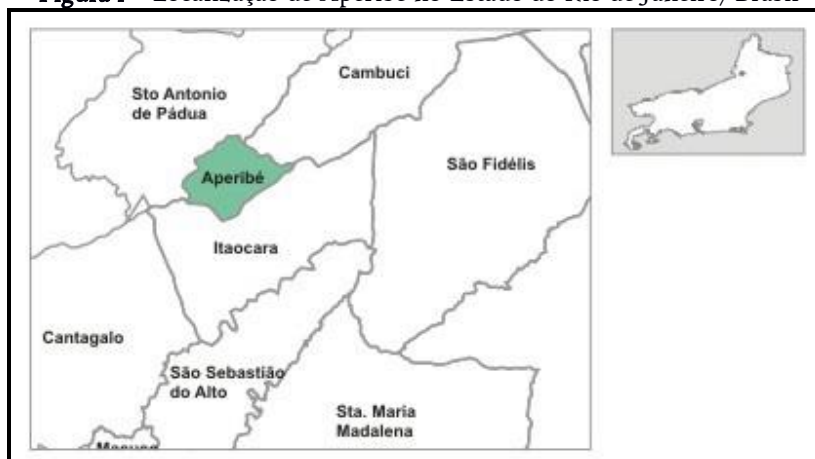 Cambuci
Sto Antonio
de Pádua
São Fidélis
Aperibé
Itaocara
Cantagalo
São Sebastião
do Alto
Sta. Maria
Madalena